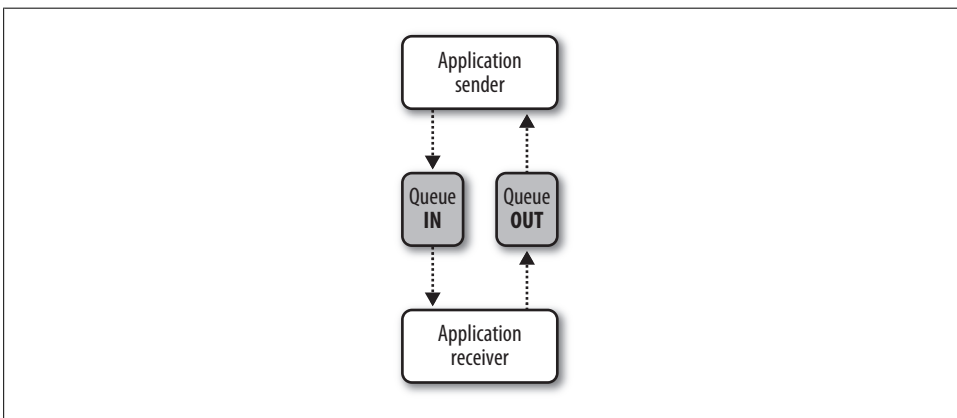 Application
sender
Queue
IN
Queue
OUT
Application
receiver